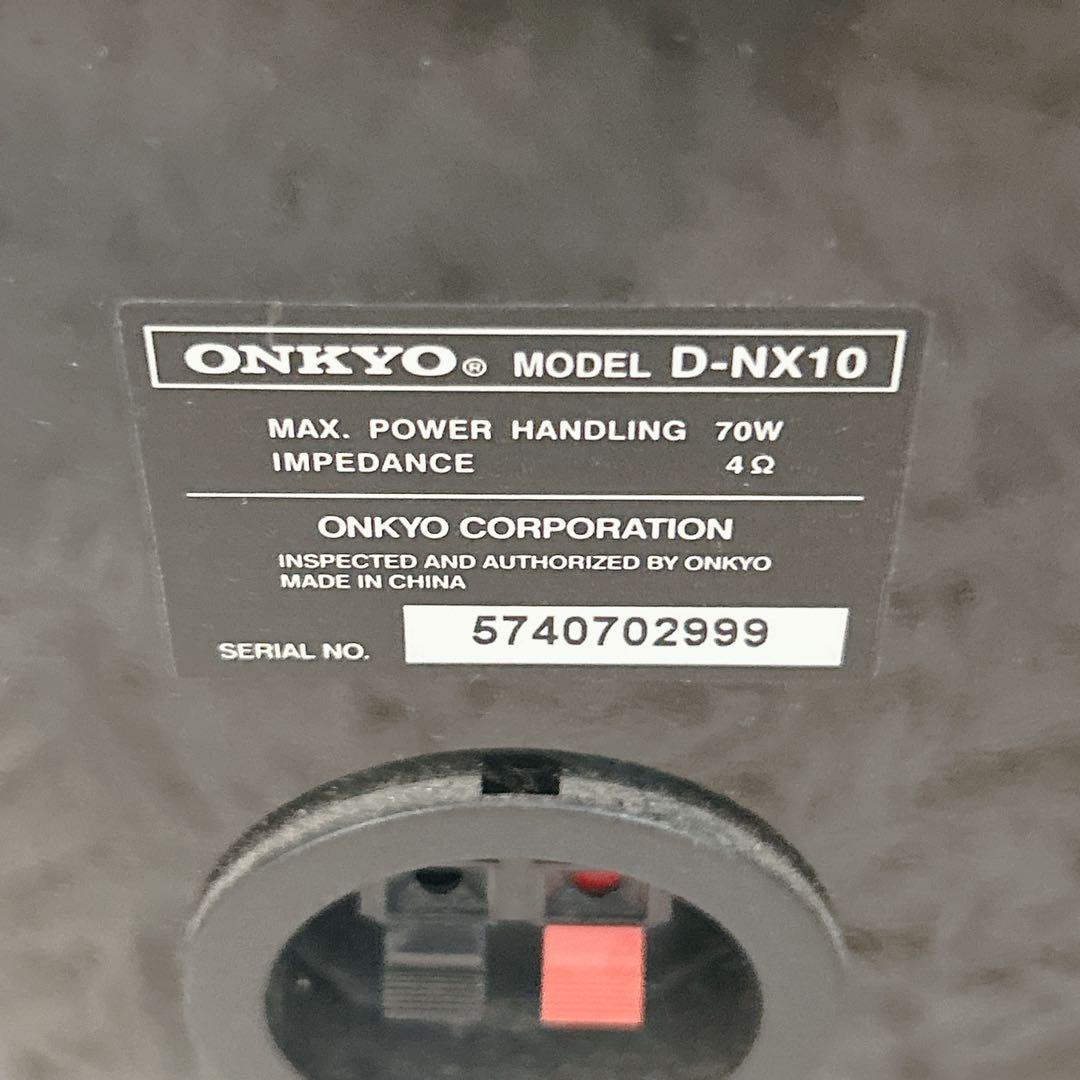 ONKYO® MODEL D-NX10
MAX. POWER HANDLING 70W
IMPEDANCE 4Ω
ONKYO CORPORATION
INSPECTED AND AUTHORIZED BY ONKYO
MADE IN CHINA
SERIAL NO. 5740702999